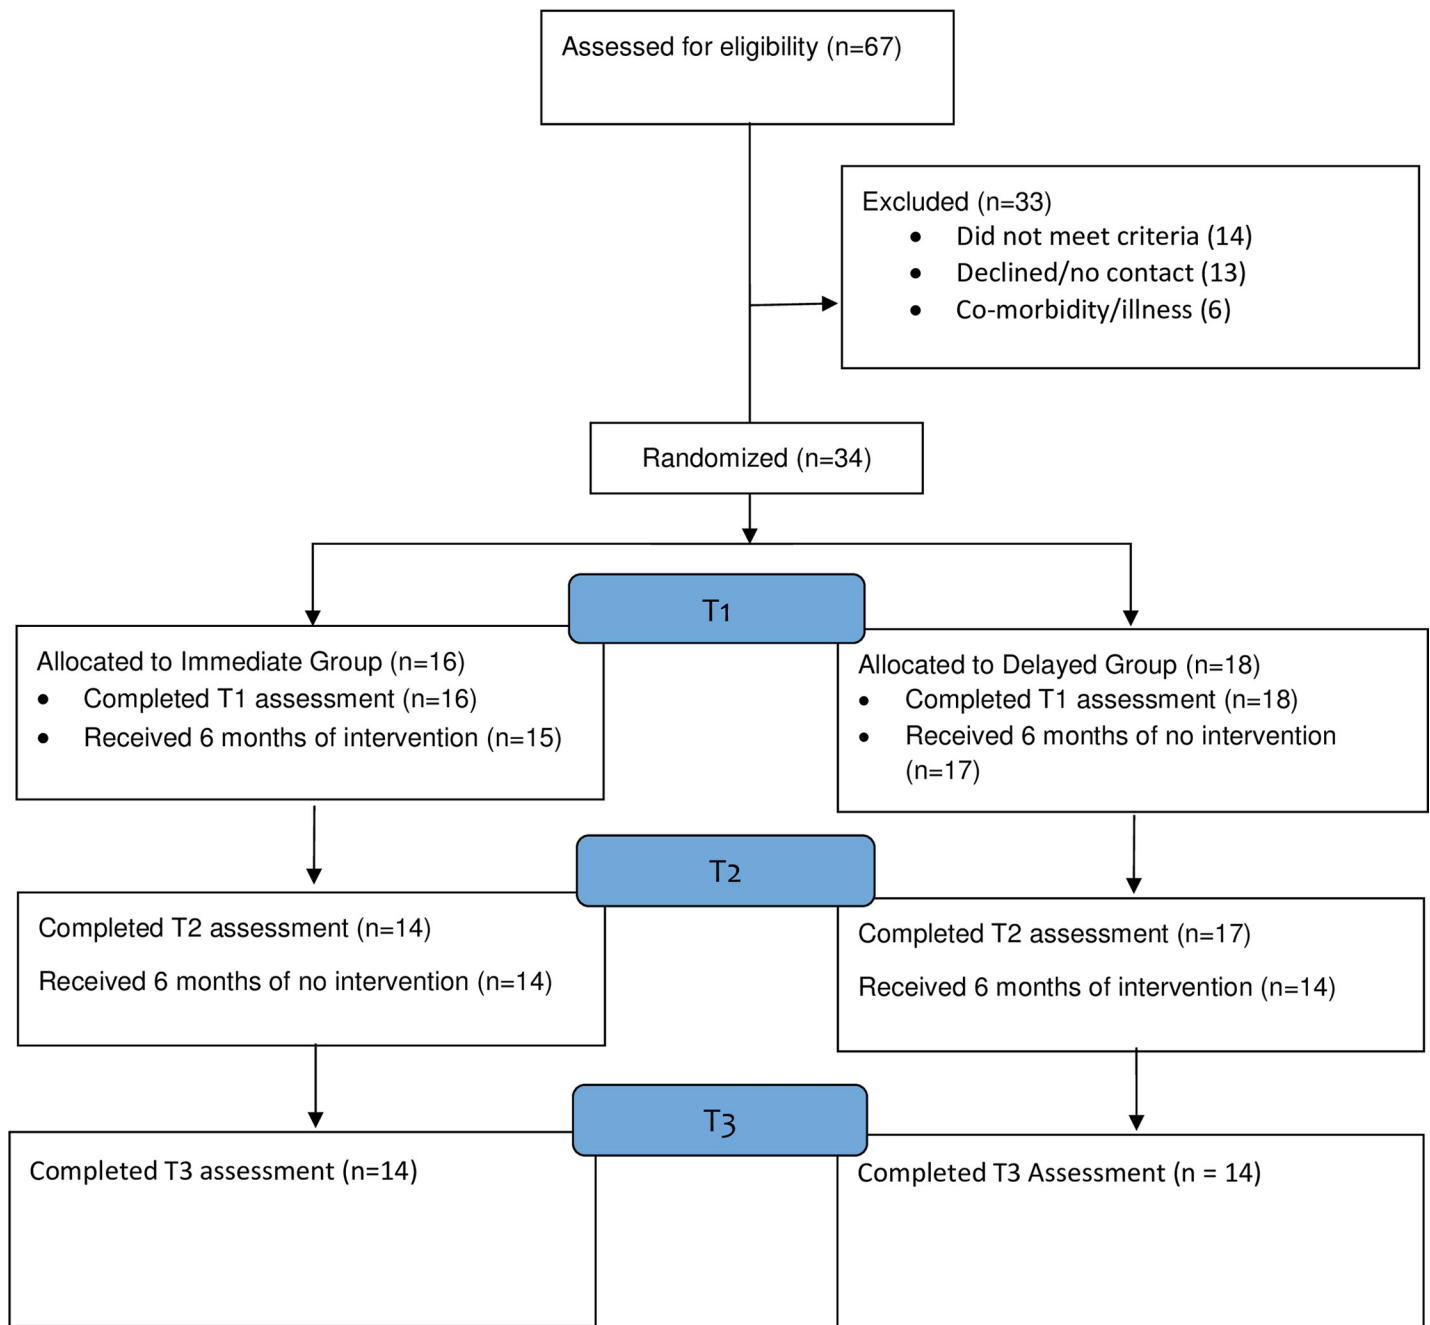 Assessed for eligibility (n=67)
Excluded (n=33)
• Did not meet criteria (14)
• Declined/no contact (13)
• Co-morbidity/illness (6)
Randomized (n=34)
T1
Allocated to Immediate Group (n=16)
• Completed T1 assessment (n=16)
• Received 6 months of intervention (n=15)
Allocated to Delayed Group (n=18)
• Completed T1 assessment (n=18)
• Received 6 months of no intervention
(n=17)
T2
Completed T2 assessment (n=14)
Received 6 months of no intervention (n=14)
Completed T2 assessment (n=17)
Received 6 months of intervention (n=14)
T3
Completed T3 assessment (n=14)
Completed T3 Assessment (n = 14)